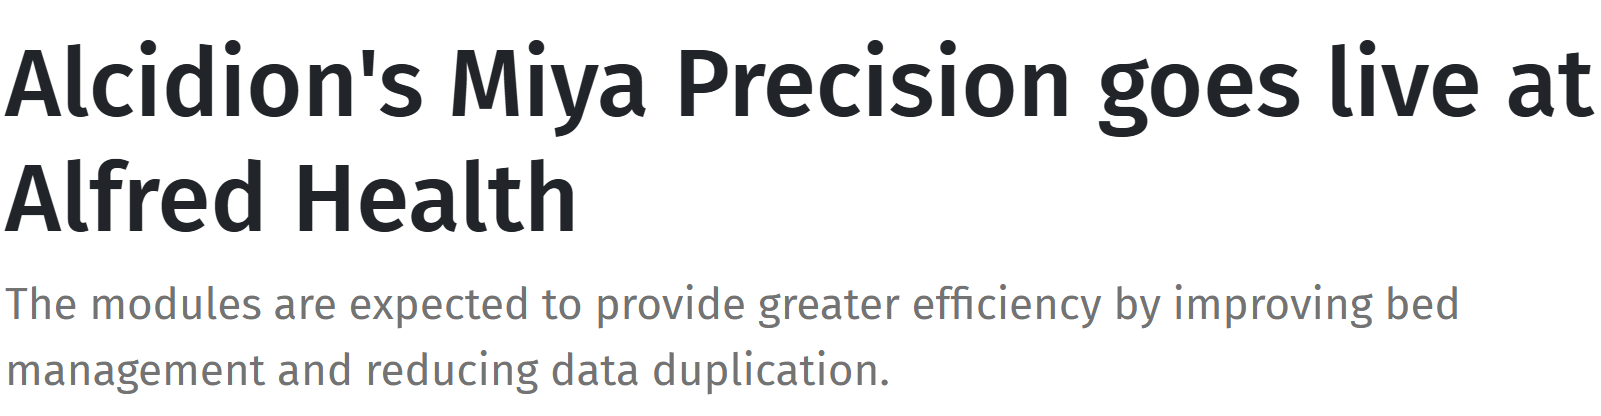 Alcidion's Miya Precision goes live at
Alfred Health
The modules are expected to provide greater efficiency by improving bed
management and reducing data duplication.